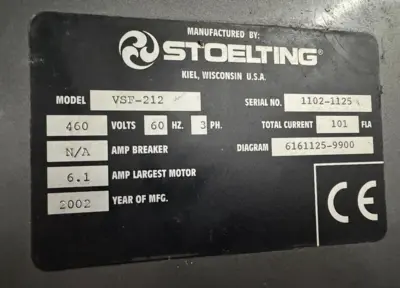 MANUFACTURED BY:
STOELTING®
KIEL, WISCONSIN U.S.A.
MODEL VSF-212 SERIAL NO. 1102-1125
460 VOLTS 60 HZ. 3 PH. TOTAL CURRENT 101 FLA
N/A AMP BREAKER DIAGRAM 6161125-9900
6.1 AMP LARGEST MOTOR
2002 YEAR OF MFG.
CE